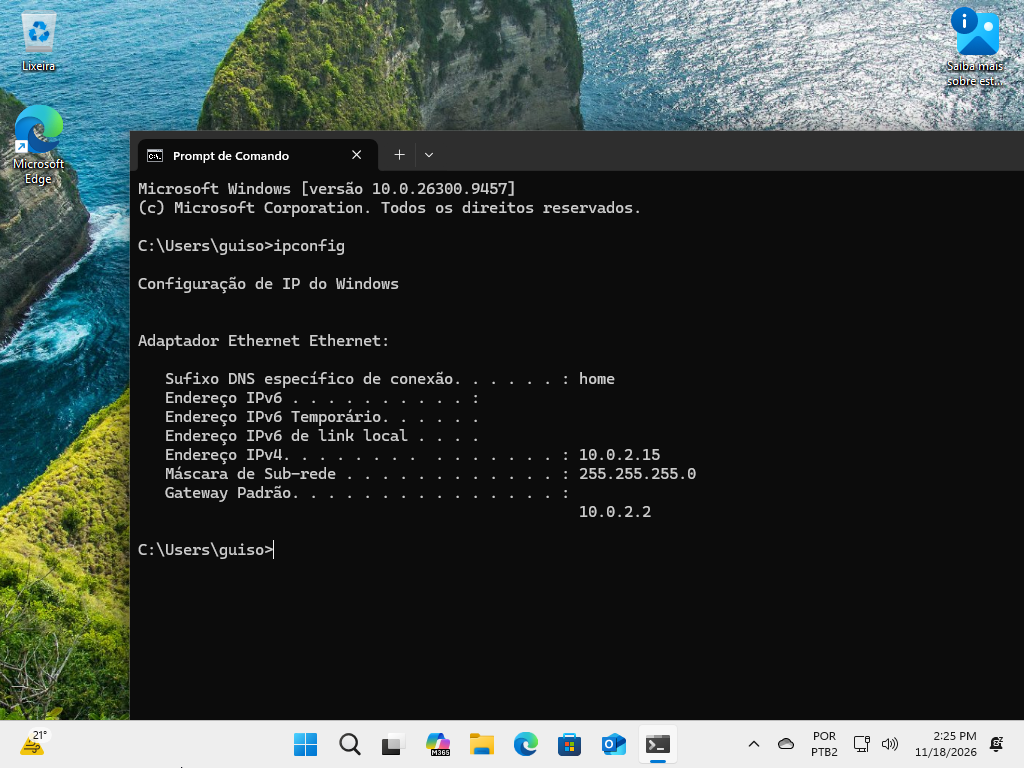 Lixeira
Saiba mais
sobre est...
Microsoft
Edge
Prompt de Comando
Microsoft Windows [versão 10.0.26300.9457]
(c) Microsoft Corporation. Todos os direitos reservados.
C:\Users\guiso>ipconfig
Configuração de IP do Windows
Adaptador Ethernet Ethernet:
Sufixo DNS específico de conexão. . . . . . : home
Endereço IPv6 . . . . . . . . . . :
Endereço IPv6 Temporário. . . . . .
Endereço IPv6 de link local . . . .
Endereço IPv4. . . . . . . .  . . . . . . . : 10.0.2.15
Máscara de Sub-rede . . . . . . . . . . . . : 255.255.255.0
Gateway Padrão. . . . . . . . . . . . . . . :
10.0.2.2
C:\Users\guiso>
21°
M365
POR
PTB2
2:25 PM
11/18/2026